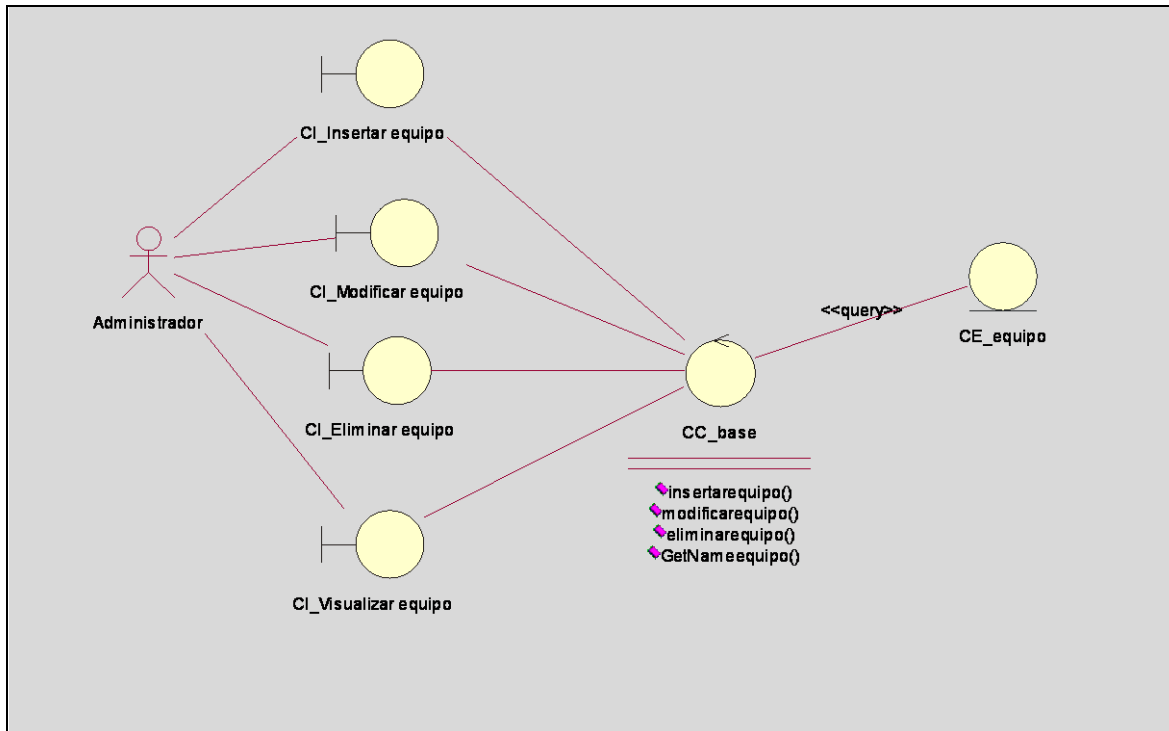 CI_Insertar equipo
CI_Modificar equipo
Administrador
<<query>>
CE_equipo
CI_Eliminar equipo
CC_base
insertarequipo()
modificarequipo()
eliminarequipo()
GetNameequipo()
CI_Visualizar equipo